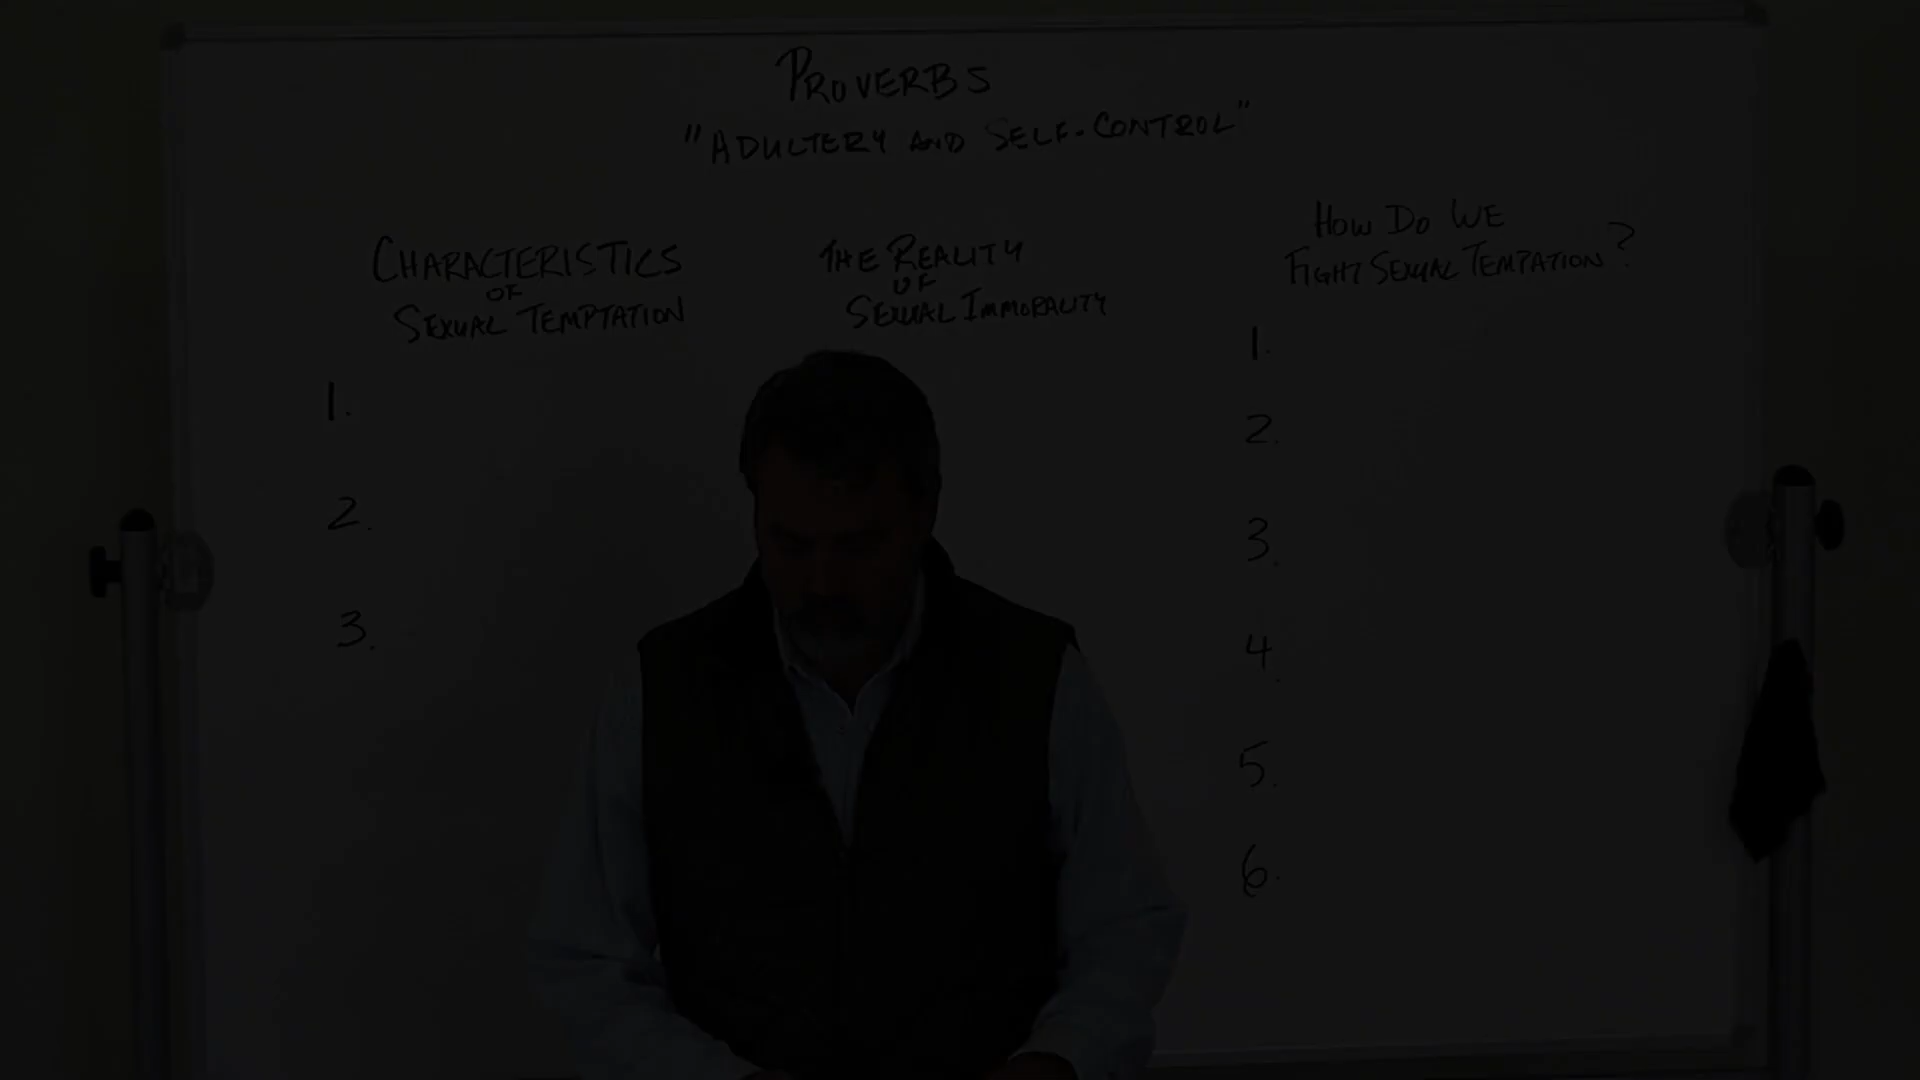 PROVERBS
"ADULTERY AND SELF-CONTROL"
CHARACTERISTICS
OF
SEXUAL TEMPTATION
1.
2.
3.
THE REALITY
OF
SEXUAL IMMORALITY
HOW DO WE
FIGHT SEXUAL TEMPTATION?
1.
2.
3.
4.
5.
6.